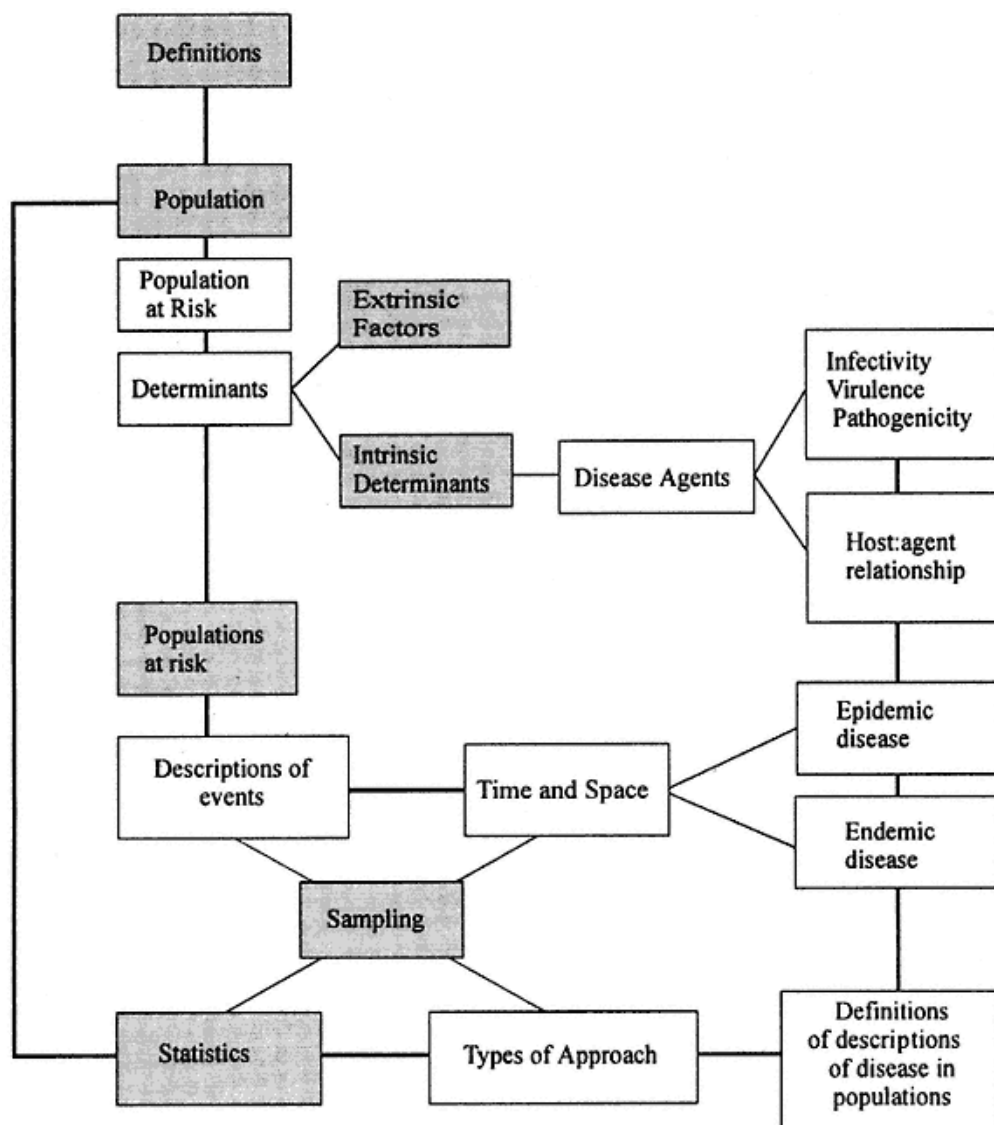 Definitions
Population
Population
at Risk
Extrinsic
Factors
Determinants
Infectivity
Virulence
Pathogenicity
Intrinsic
Determinants
Disease Agents
Host:agent
relationship
Populations
at risk
Epidemic
disease
Descriptions of
events
Time and Space
Endemic
disease
Sampling
Statistics
Types of Approach
Definitions
of descriptions
of disease in
populations